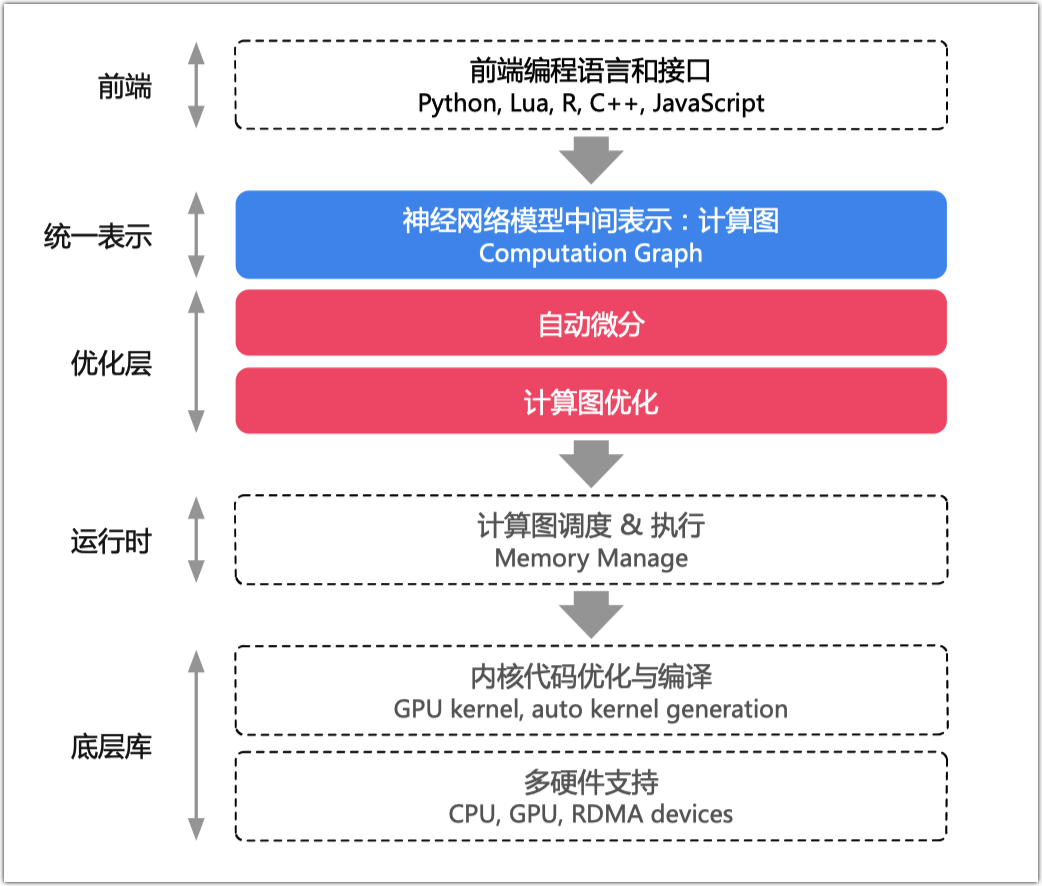 前端
前端编程语言和接口
Python, Lua, R, C++, JavaScript
统一表示
神经网络模型中间表示：计算图
Computation Graph
优化层
自动微分
计算图优化
运行时
计算图调度 & 执行
Memory Manage
底层库
内核代码优化与编译
GPU kernel, auto kernel generation
多硬件支持
CPU, GPU, RDMA devices